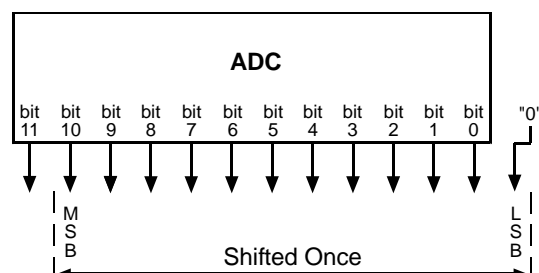 ADC
bit bit bit bit bit bit bit bit bit bit bit bit "0"
11 10 9 8 7 6 5 4 3 2 1 0
M L
S S
B B
Shifted Once